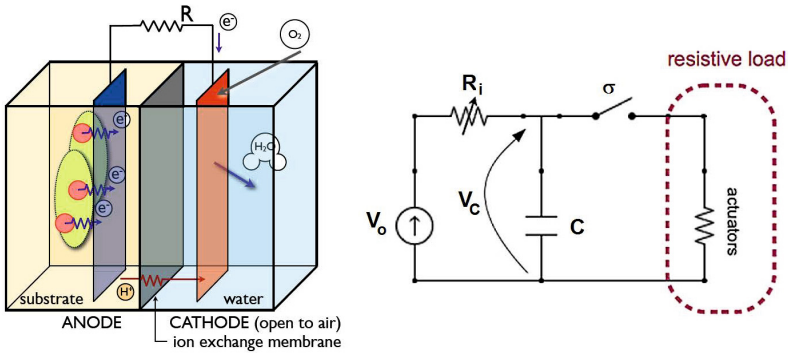 R
e⁻
O₂
e⁻
H₂O
e⁻
e⁻
H⁺
substrate
water
ANODE
CATHODE (open to air)
ion exchange membrane
resistive load
Rᵢ
σ
V₀
V_C
C
actuators